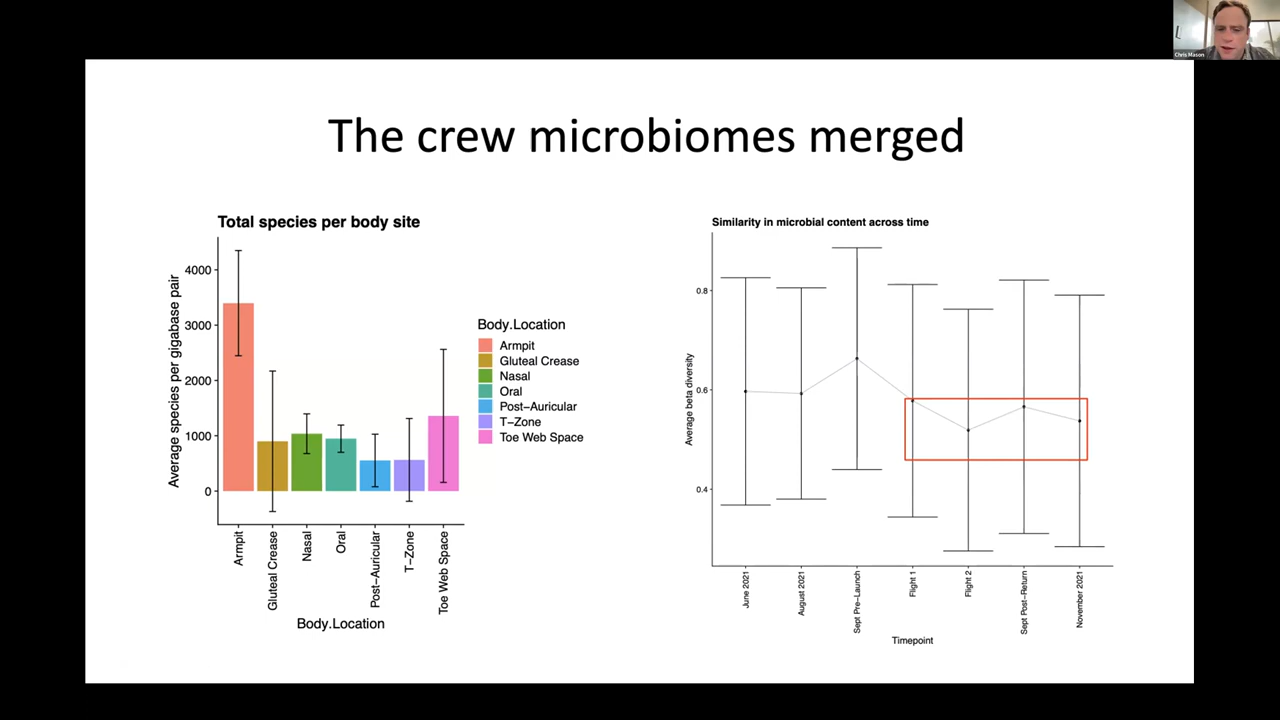 Chris Mason
The crew microbiomes merged
Total species per body site
Average species per gigabase pair
4000
3000
2000
1000
0
Armpit
Gluteal Crease
Nasal
Oral
Post−Auricular
T−Zone
Toe Web Space
Body.Location
Body.Location
Armpit
Gluteal Crease
Nasal
Oral
Post-Auricular
T-Zone
Toe Web Space
Similarity in microbial content across time
Average beta diversity
0.8
0.6
0.4
June 2021
August 2021
Sept Pre−Launch
Flight 1
Flight 2
Sept Post−Return
November 2021
Timepoint